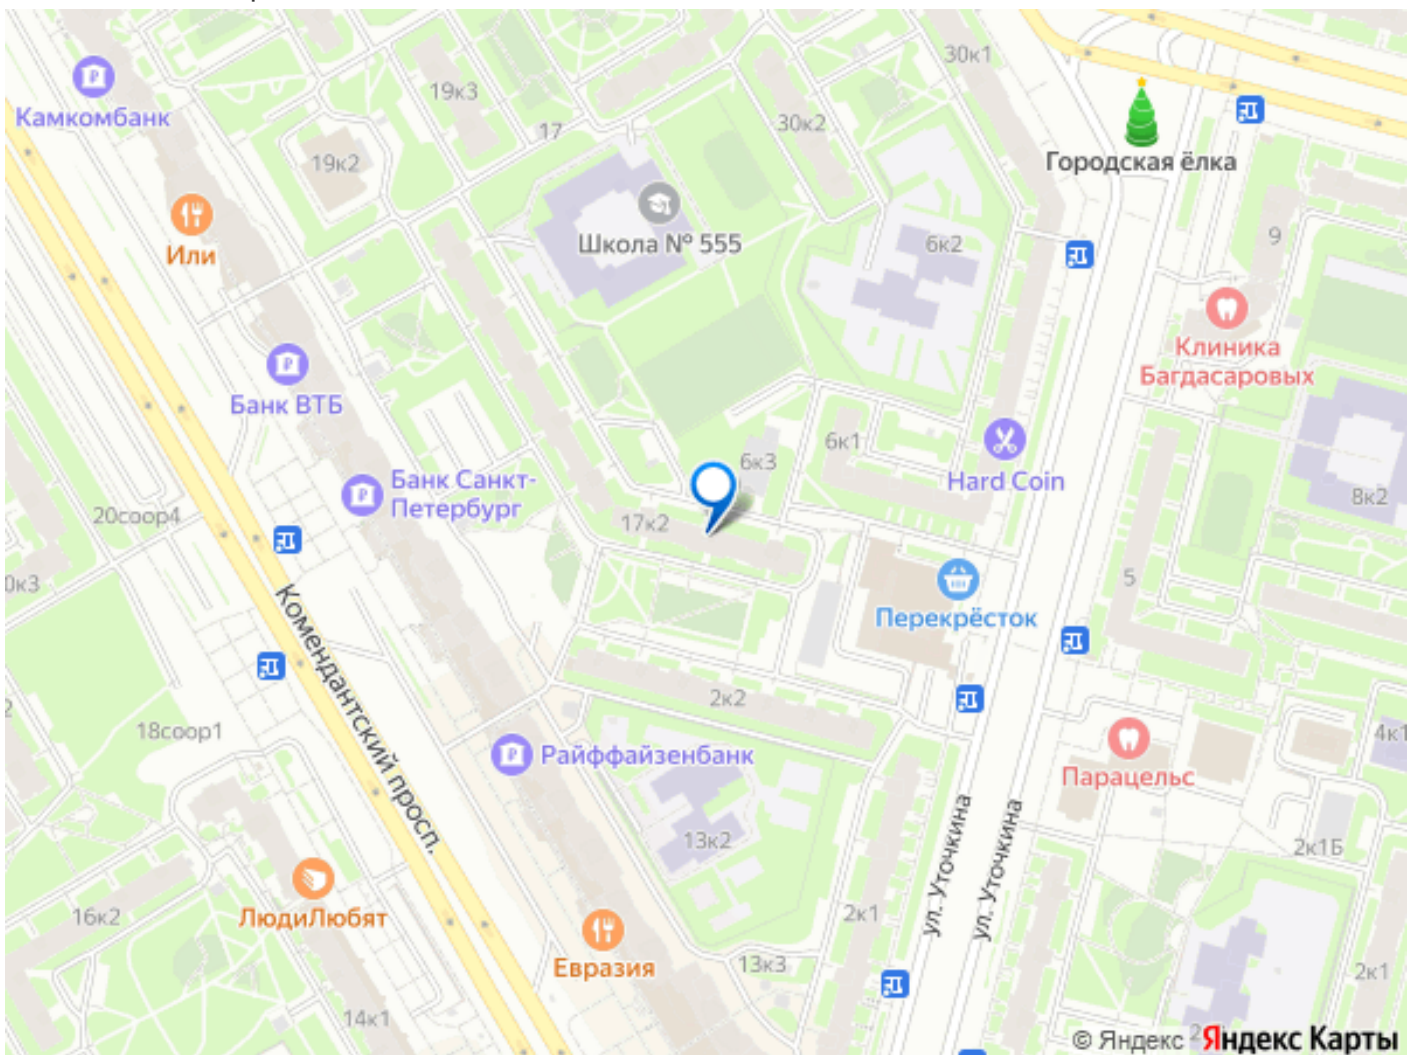 30к1
19к3
Камкомбанк
17
30к2
19к2
Городская ёлка
Школа № 555
Или
6к2
9
Клиника
Багдасаровых
Банк ВТБ
6к1
6к3
Hard Coin
Банк Санкт-
Петербург
8к2
20соор4
17к2
0к3
5
Перекрёсток
Комендантский просп.
2к2
18соор1
4к1
Райффайзенбанк
Парацельс
13к2
2к1Б
ул. Уточкина
ул. Уточкина
16к2
ЛюдиЛюбят
2к1
Евразия
13к3
2к1
14к1
© Яндекс Яндекс Карты